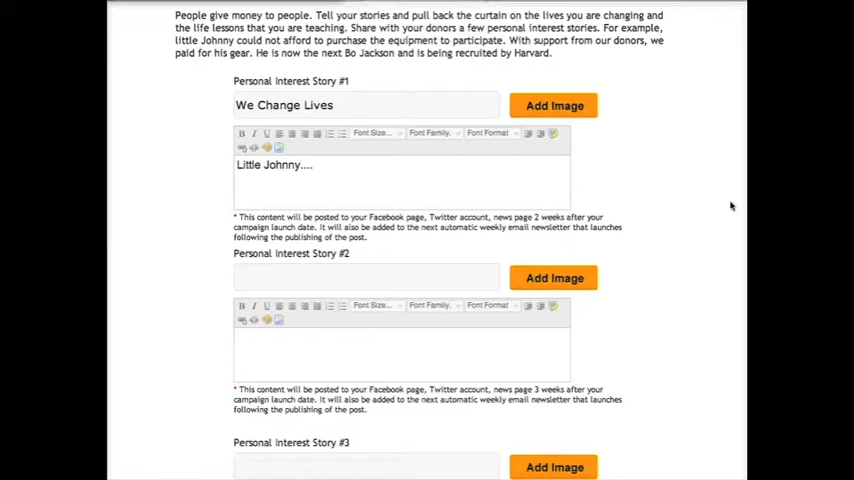 People give money to people. Tell your stories and pull back the curtain on the lives you are changing and
the life lessons that you are teaching. Share with your donors a few personal interest stories. For example,
little Johnny could not afford to purchase the equipment to participate. With support from our donors, we
paid for his gear. He is now the next Bo Jackson and is being recruited by Harvard.
Personal Interest Story #1
We Change Lives
Add Image
B I U Font Size... Font Family. Font Format
Little Johnny....
* This content will be posted to your Facebook page, Twitter account, news page 2 weeks after your
campaign launch date. It will also be added to the next automatic weekly email newsletter that launches
following the publishing of the post.
Personal Interest Story #2
Add Image
B I U Font Size... Font Family. Font Format
* This content will be posted to your Facebook page, Twitter account, news page 3 weeks after your
campaign launch date. It will also be added to the next automatic weekly email newsletter that launches
following the publishing of the post.
Personal Interest Story #3
Add Image